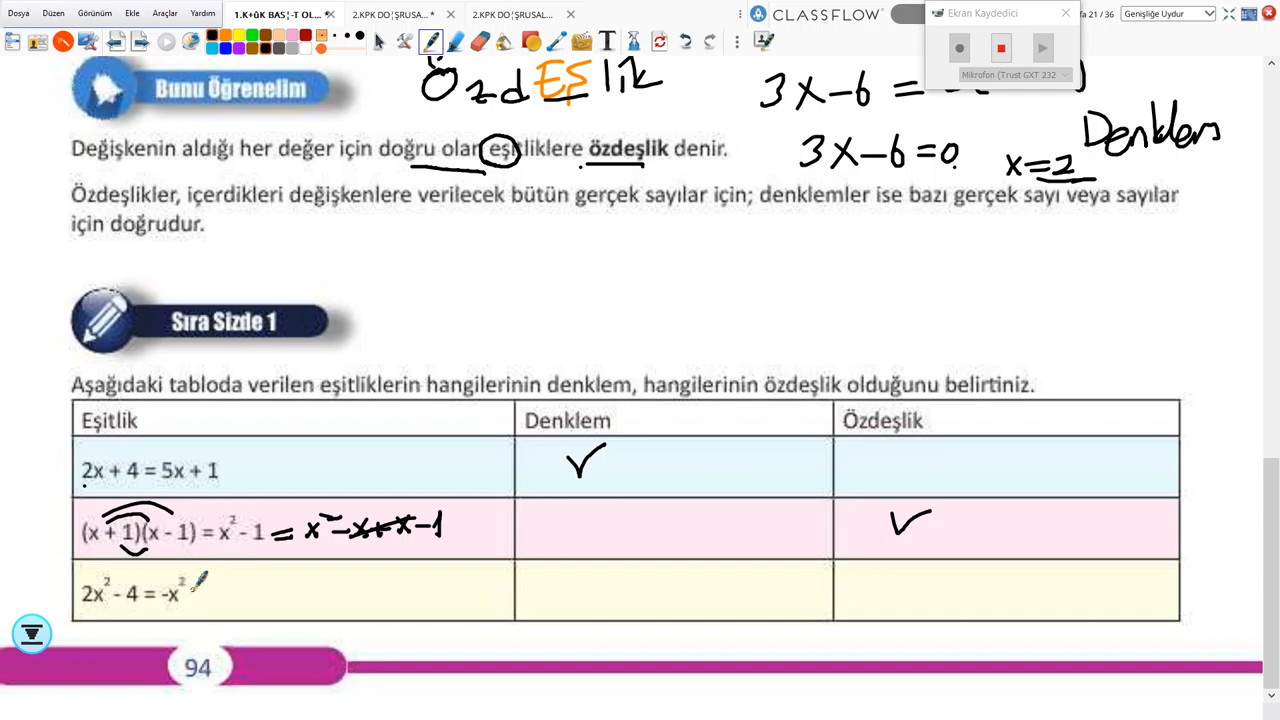 Dosya Düzen Görünüm Ekle Araçlar Yardım
1.K+ûK BAS¦-T OL... * 2.KPK DO¦ŞRUSA... * 2.KPK DO¦ŞRUSAL...
CLASSFLOW
fa 21 / 36 Genişliğe Uydur
Ekran Kaydedici
Mikrofon (Trust GXT 232
Bunu Öğrenelim
ÖzdEŞlik
3x-6 =
Değişkenin aldığı her değer için doğru olan eşitliklere özdeşlik denir.
3x-6=0 x=2 Denklem
Özdeşlikler, içerdikleri değişkenlere verilecek bütün gerçek sayılar için; denklemler ise bazı gerçek sayı veya sayılar
için doğrudur.
Sıra Sizde 1
Aşağıdaki tabloda verilen eşitliklerin hangilerinin denklem, hangilerinin özdeşlik olduğunu belirtiniz.
Eşitlik Denklem Özdeşlik
2x + 4 = 5x + 1 ✓
(x + 1)(x - 1) = x² - 1 = x²-x+x-1 ✓
2x² - 4 = -x²
94